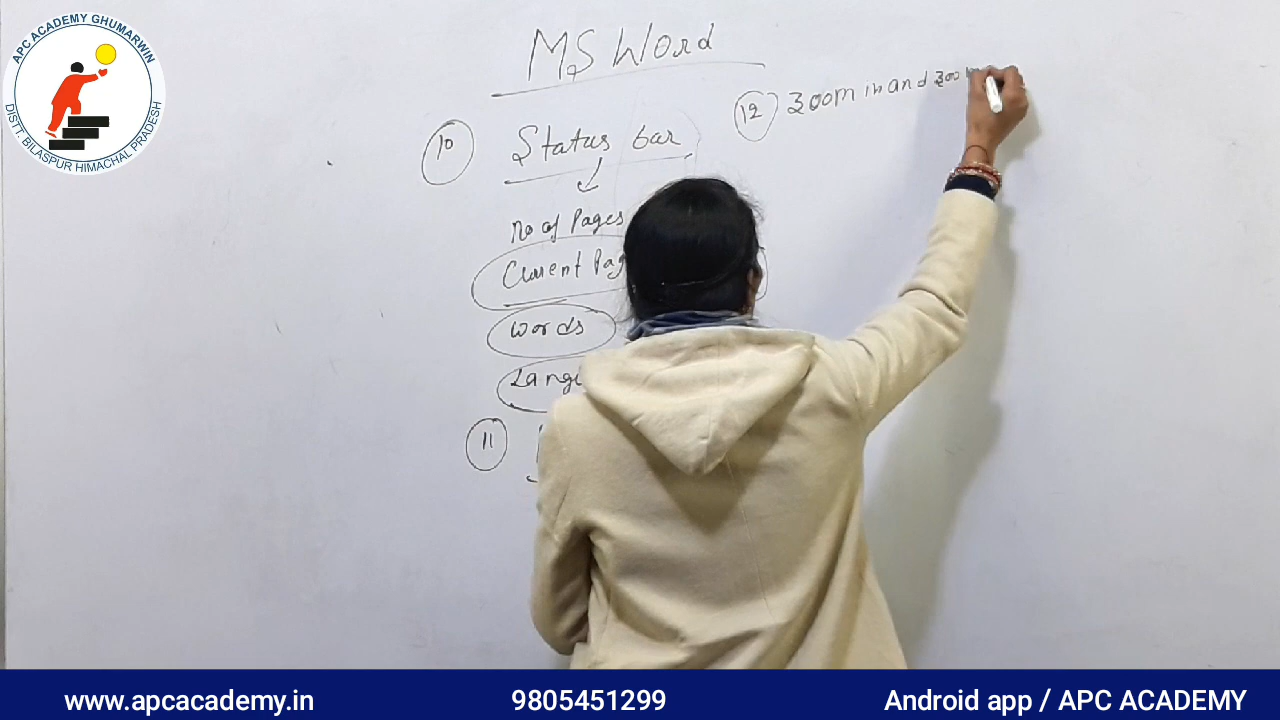 APC ACADEMY GHUMARWIN
DISTT. BILASPUR HIMACHAL PRADESH
MS Word
10 Status bar
no of Pages
Current Pag
words
Langu
11
12 Zoom in and zoom
www.apcacademy.in
9805451299
Android app / APC ACADEMY